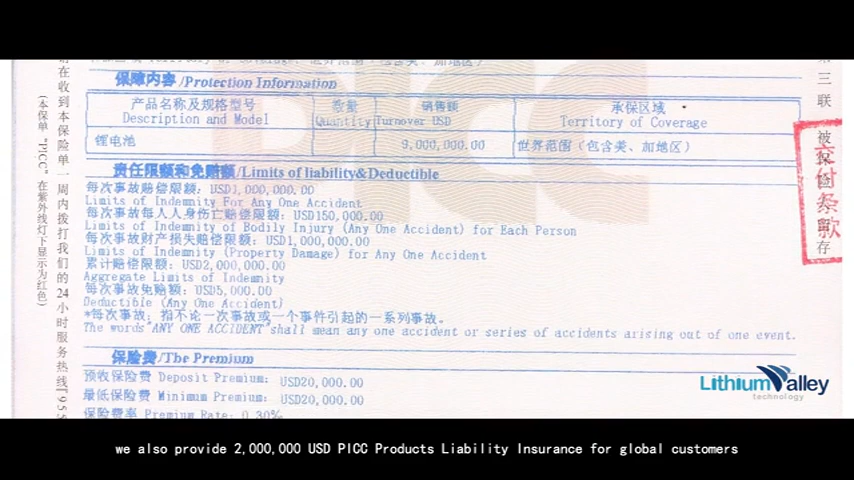 保障内容/Protection Information
产品名称及规格型号 数量 销售额 承保区域
Description and Model Quantity Turnover USD Territory of Coverage
锂电池 9,000,000.00 世界范围（包含美、加地区）
责任限额和免赔额/Limits of liability&Deductible
每次事故赔偿限额: USD1,000,000.00
Limits of Indemnity For Any One Accident
每次事故每人人身伤亡赔偿限额: USD150,000.00
Limits of Indemnity of Bodily Injury (Any One Accident) for Each Person
每次事故财产损失赔偿限额: USD1,000,000.00
Limits of Indemnity (Property Damage) for Any One Accident
累计赔偿限额: USD2,000,000.00
Aggregate Limits of Indemnity
每次事故免赔额: USD5,000.00
Deductible (Any One Accident)
*每次事故: 指不论一次事故或一个事件引起的一系列事故。
The words"ANY ONE ACCIDENT"shall mean any one accident or series of accidents arising out of one event.
保险费/The Premium
预收保险费 Deposit Premium: USD20,000.00
最低保险费 Minimum Premium: USD20,000.00
保险费率 Premium Rate: 0.30%
在收到本保险单一周内拨打我们的24小时服务热线
(本保单"PICC"在紫外线灯下显示为红色)
三联 被保险人留存
交付条款
PICC
Lithium Valley
technology
we also provide 2,000,000 USD PICC Products Liability Insurance for global customers